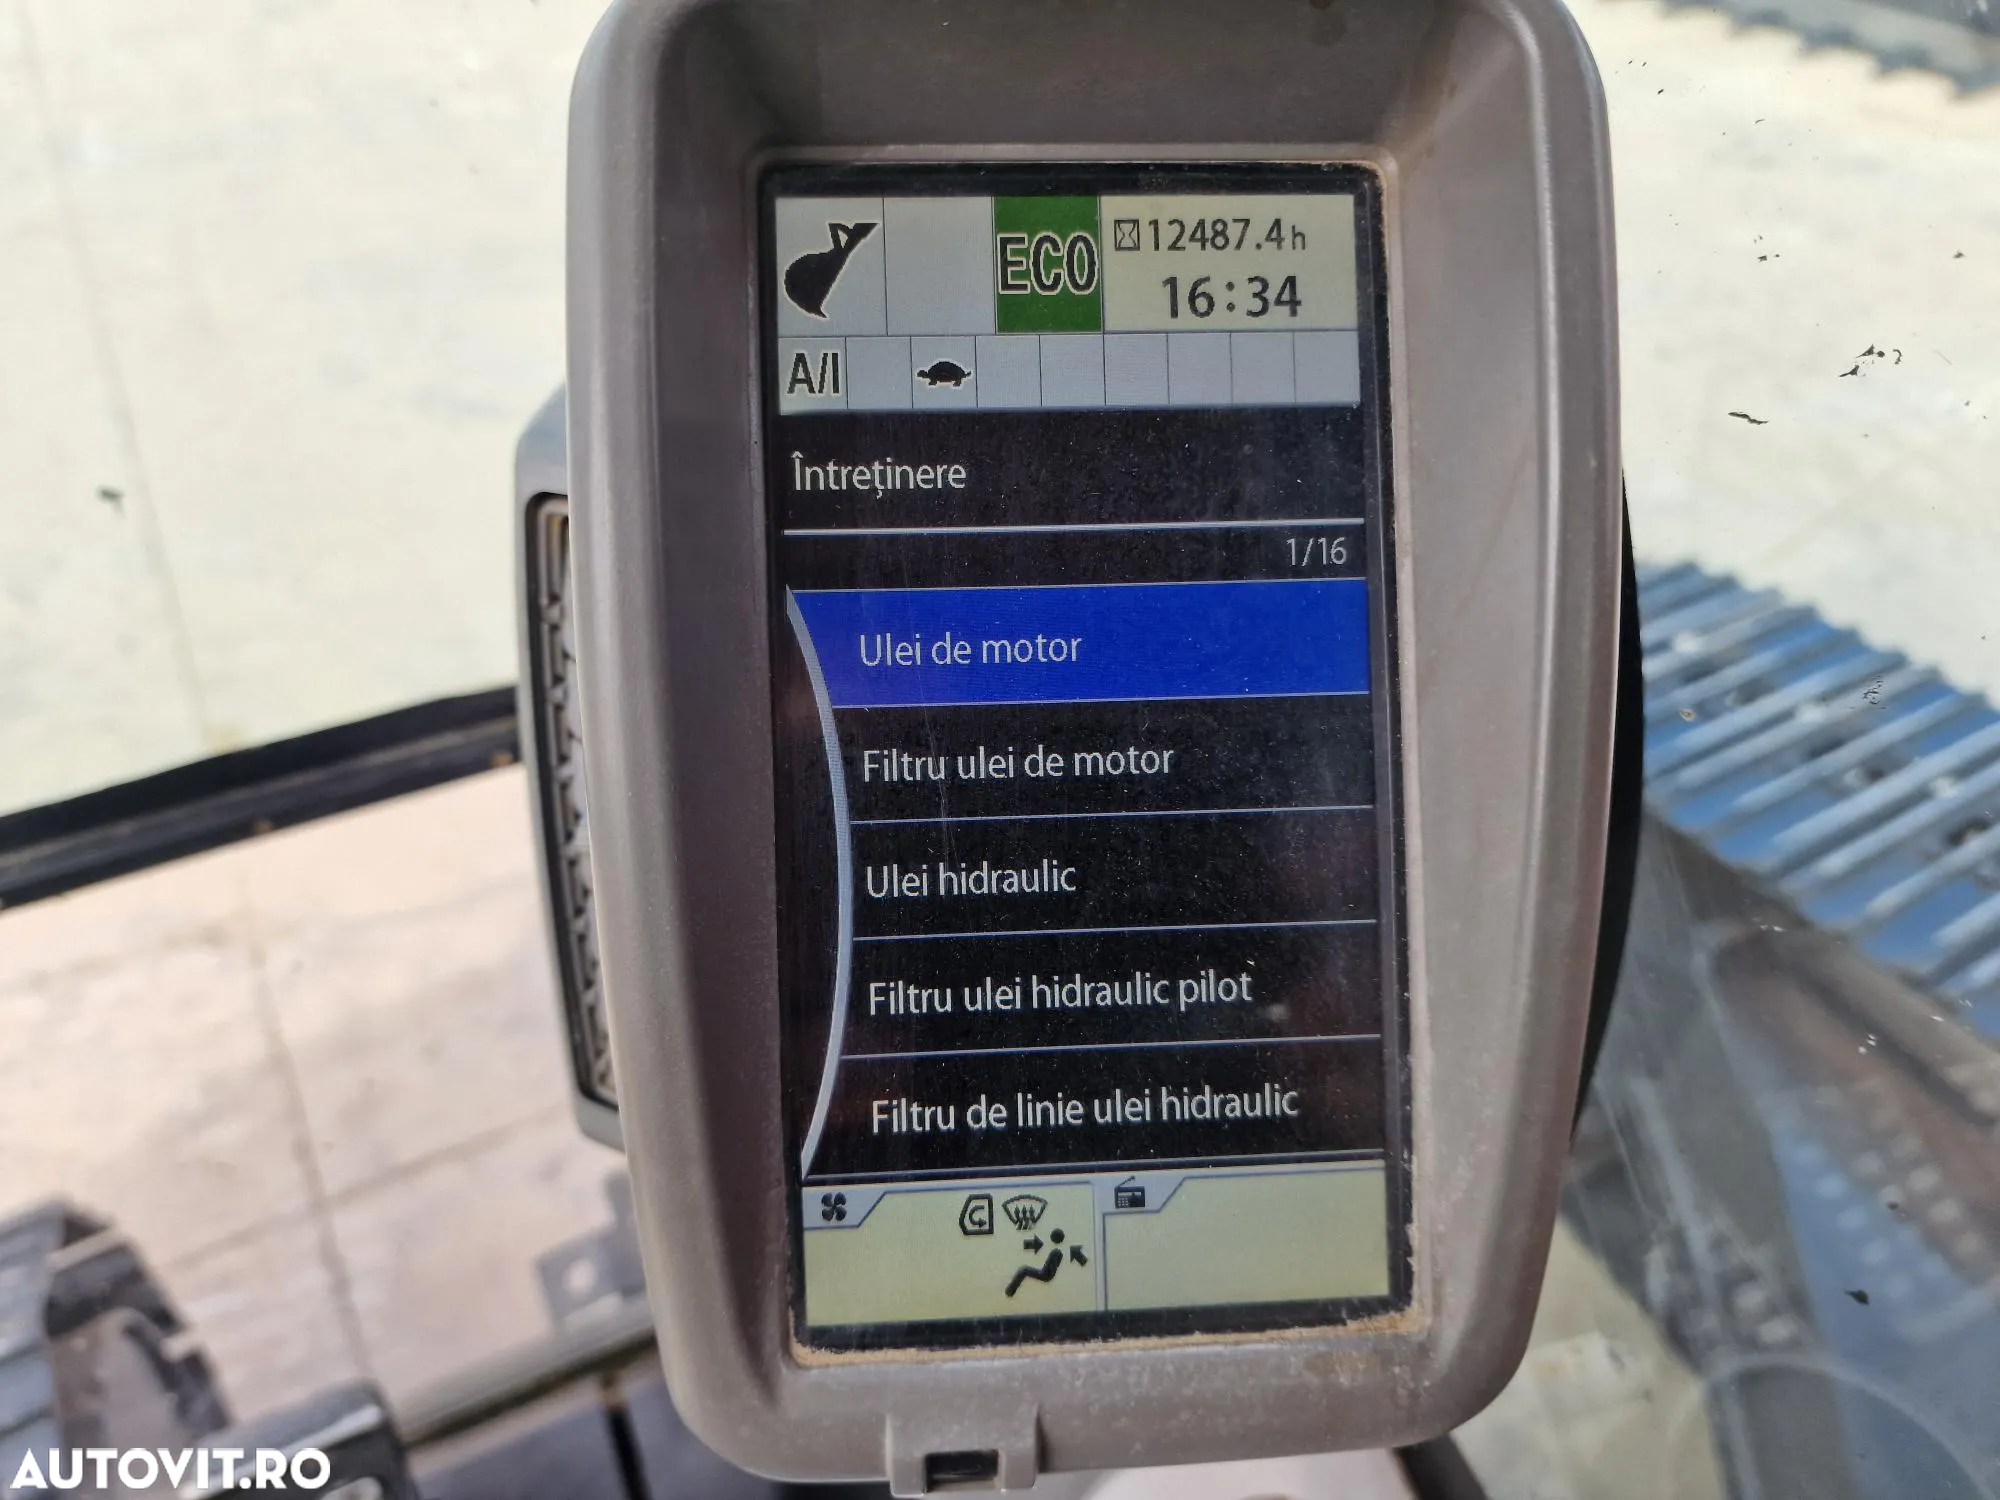 ECO
12487.4h
16:34
A/I
Întreținere
1/16
Ulei de motor
Filtru ulei de motor
Ulei hidraulic
Filtru ulei hidraulic pilot
Filtru de linie ulei hidraulic
AUTOVIT.RO